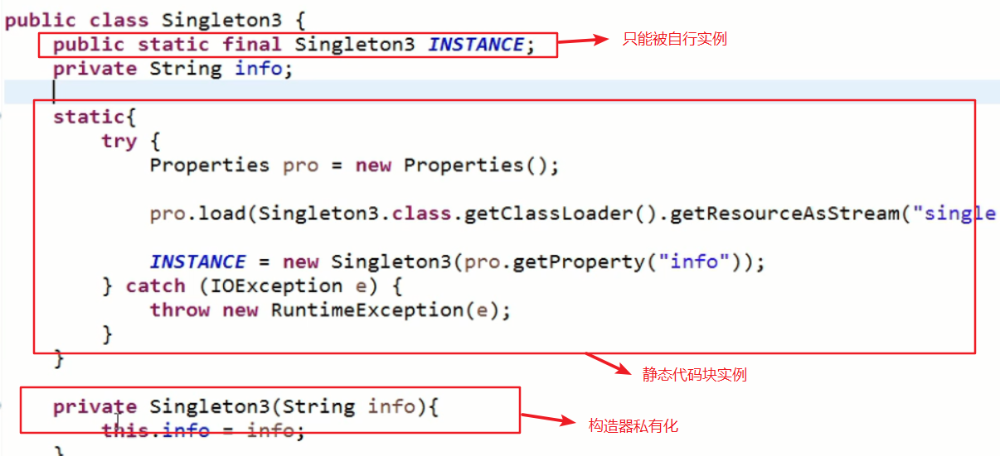 public class Singleton3 {
public static final Singleton3 INSTANCE;
只能被自行实例
private String info;
static{
try {
Properties pro = new Properties();
pro.load(Singleton3.class.getClassLoader().getResourceAsStream("single
INSTANCE = new Singleton3(pro.getProperty("info"));
} catch (IOException e) {
throw new RuntimeException(e);
}
}
静态代码块实例
private Singleton3(String info){
构造器私有化
this.info = info;
}